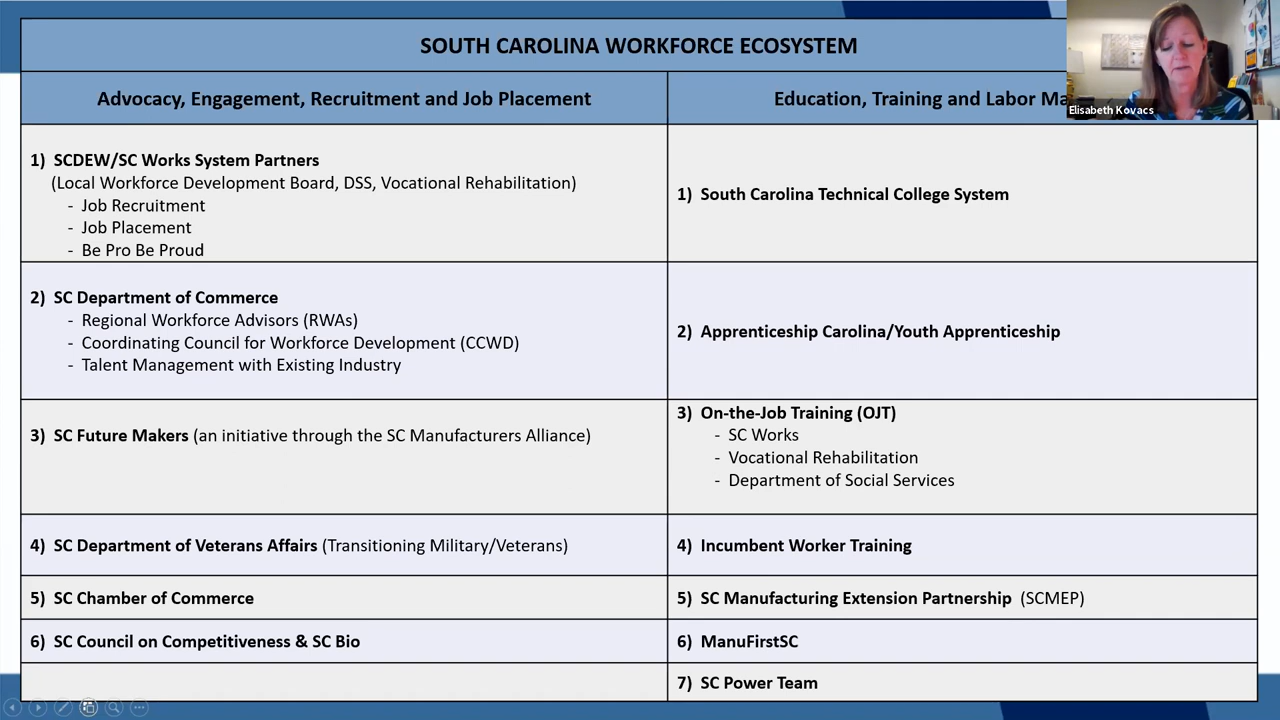 SOUTH CAROLINA WORKFORCE ECOSYSTEM
Advocacy, Engagement, Recruitment and Job Placement
Education, Training and Labor
Elisabeth Kovacs
1) SCDEW/SC Works System Partners
(Local Workforce Development Board, DSS, Vocational Rehabilitation)
- Job Recruitment
- Job Placement
- Be Pro Be Proud
1) South Carolina Technical College System
2) SC Department of Commerce
- Regional Workforce Advisors (RWAs)
- Coordinating Council for Workforce Development (CCWD)
- Talent Management with Existing Industry
2) Apprenticeship Carolina/Youth Apprenticeship
3) SC Future Makers (an initiative through the SC Manufacturers Alliance)
3) On-the-Job Training (OJT)
- SC Works
- Vocational Rehabilitation
- Department of Social Services
4) SC Department of Veterans Affairs (Transitioning Military/Veterans)
4) Incumbent Worker Training
5) SC Chamber of Commerce
5) SC Manufacturing Extension Partnership (SCMEP)
6) SC Council on Competitiveness & SC Bio
6) ManuFirstSC
7) SC Power Team